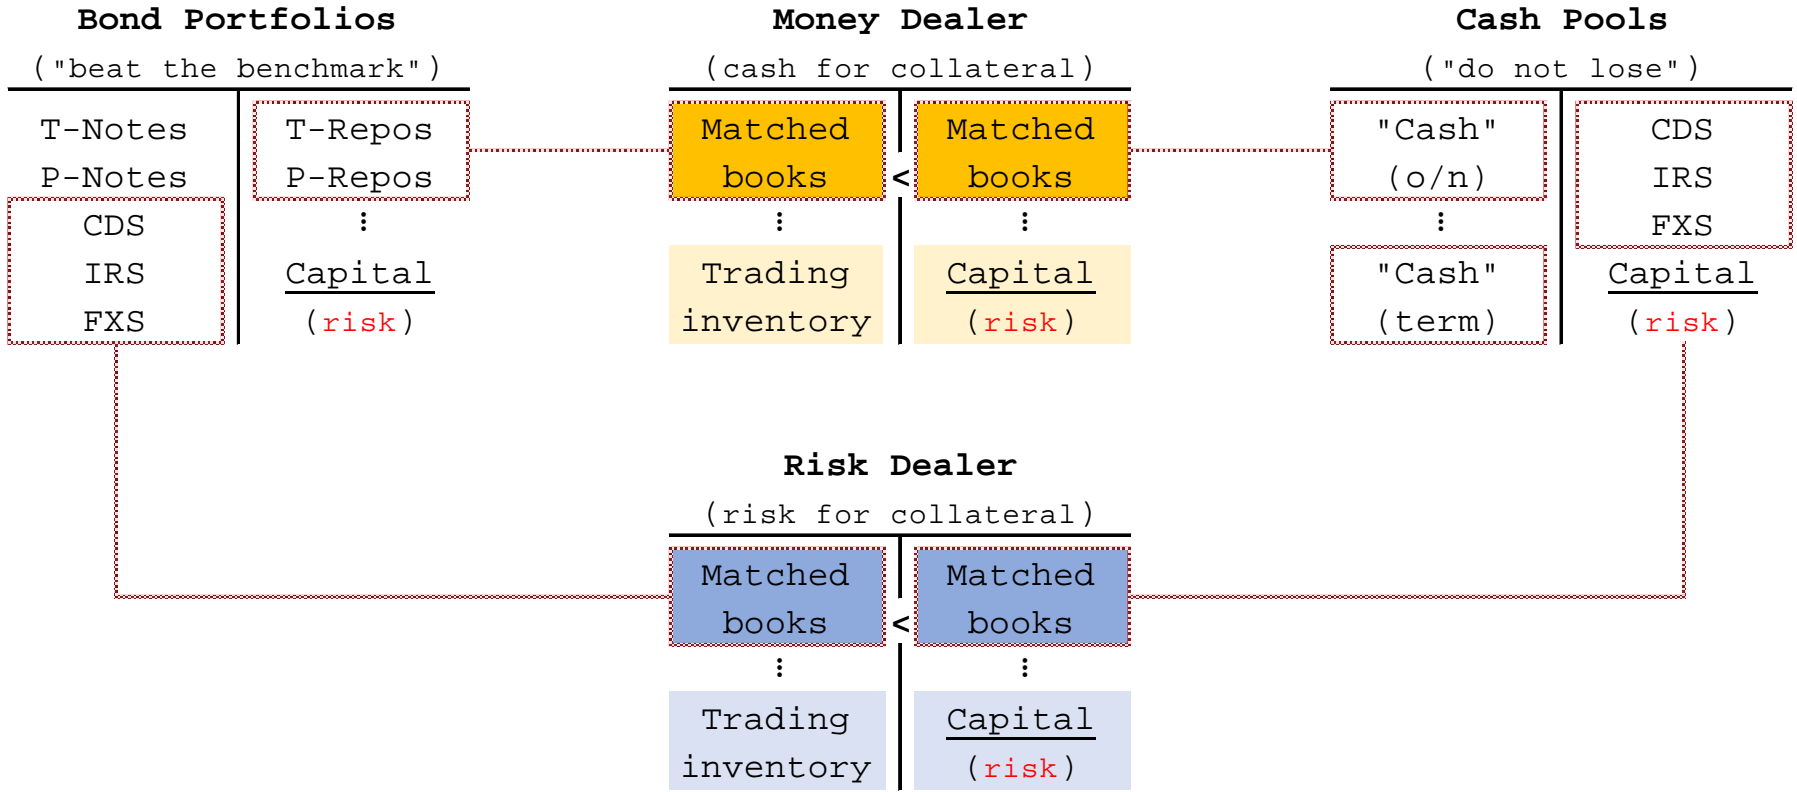 Bond Portfolios
("beat the benchmark")
T-Notes
P-Notes
CDS
IRS
FXS
T-Repos
P-Repos
⋮
Capital
(risk)
Money Dealer
(cash for collateral)
Matched
books
⋮
Trading
inventory
<
Matched
books
⋮
Capital
(risk)
Cash Pools
("do not lose")
"Cash"
(o/n)
⋮
"Cash"
(term)
CDS
IRS
FXS
Capital
(risk)
Risk Dealer
(risk for collateral)
Matched
books
⋮
Trading
inventory
<
Matched
books
⋮
Capital
(risk)